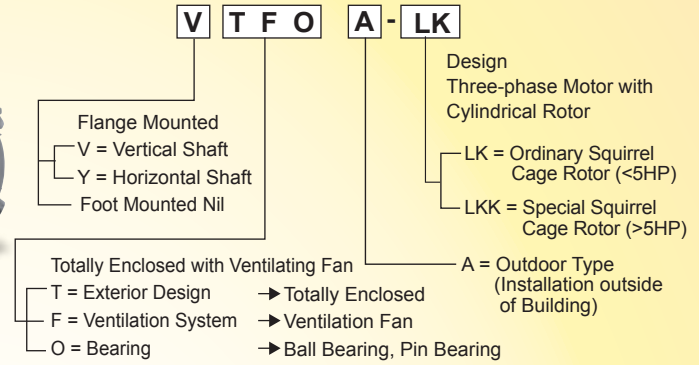 V T F O A - LK
Design
Three-phase Motor with
Cylindrical Rotor
Flange Mounted
V = Vertical Shaft
Y = Horizontal Shaft
Foot Mounted Nil
LK = Ordinary Squirrel
Cage Rotor (<5HP)
LKK = Special Squirrel
Cage Rotor (>5HP)
A = Outdoor Type
(Installation outside
of Building)
Totally Enclosed with Ventilating Fan
T = Exterior Design → Totally Enclosed
F = Ventilation System → Ventilation Fan
O = Bearing → Ball Bearing, Pin Bearing